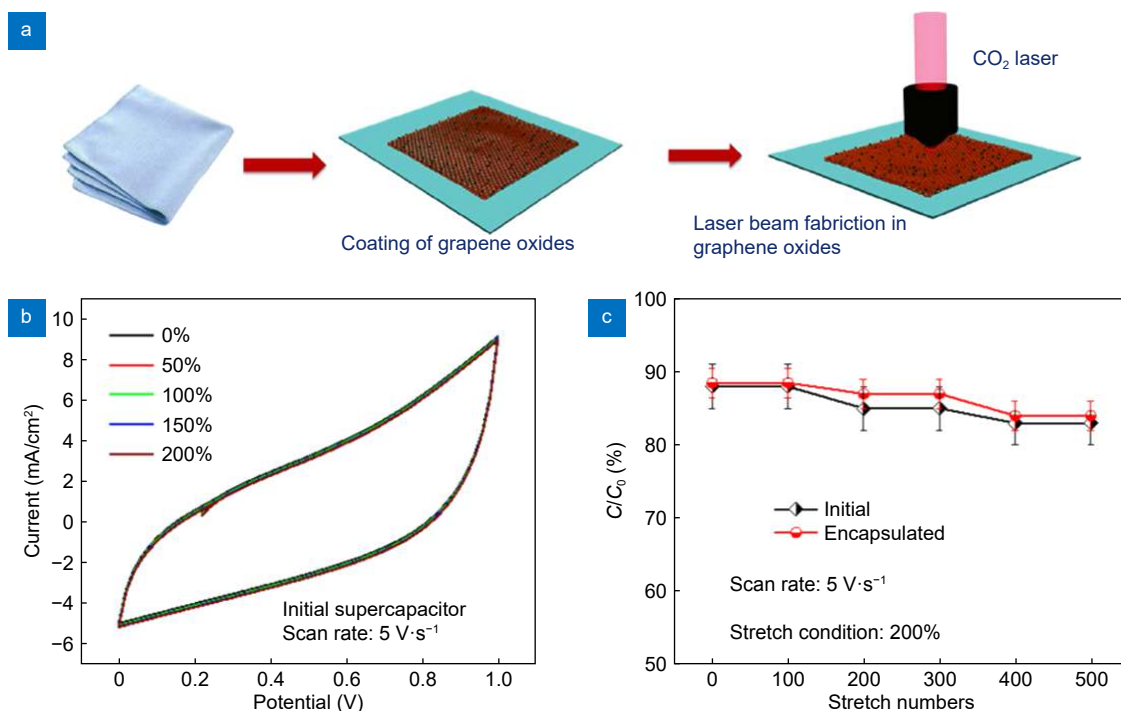 a
CO₂ laser
Coating of grapene oxides
Laser beam fabriction in
graphene oxides
b
10
8
6
4
2
0
−2
−4
−6
Current (mA/cm²)
0%
50%
100%
150%
200%
Initial supercapacitor
Scan rate: 5 V·s⁻¹
0 0.2 0.4 0.6 0.8 1.0
Potential (V)
c
100
90
80
70
60
50
C/C₀ (%)
Initial
Encapsulated
Scan rate: 5 V·s⁻¹
Stretch condition: 200%
0 100 200 300 400 500
Stretch numbers